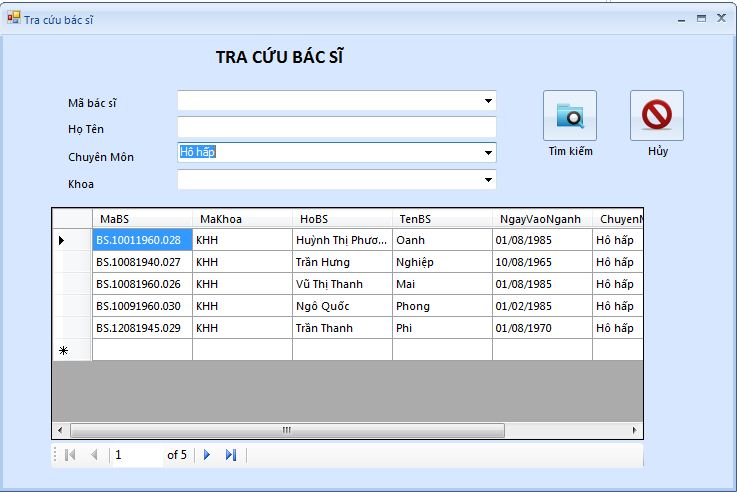 Tra cứu bác sĩ
TRA CỨU BÁC SĨ
Mã bác sĩ
Họ Tên
Chuyên Môn Hô hấp
Khoa
Tìm kiếm Hủy
MaBS MaKhoa HoBS TenBS NgayVaoNganh ChuyenM
BS.10011960.028 KHH Huỳnh Thị Phươ... Oanh 01/08/1985 Hô hấp
BS.10081940.027 KHH Trần Hưng Nghiệp 10/08/1965 Hô hấp
BS.10081960.026 KHH Vũ Thị Thanh Mai 01/08/1985 Hô hấp
BS.10091960.030 KHH Ngô Quốc Phong 01/02/1985 Hô hấp
BS.12081945.029 KHH Trần Thanh Phi 01/08/1970 Hô hấp
1 of 5